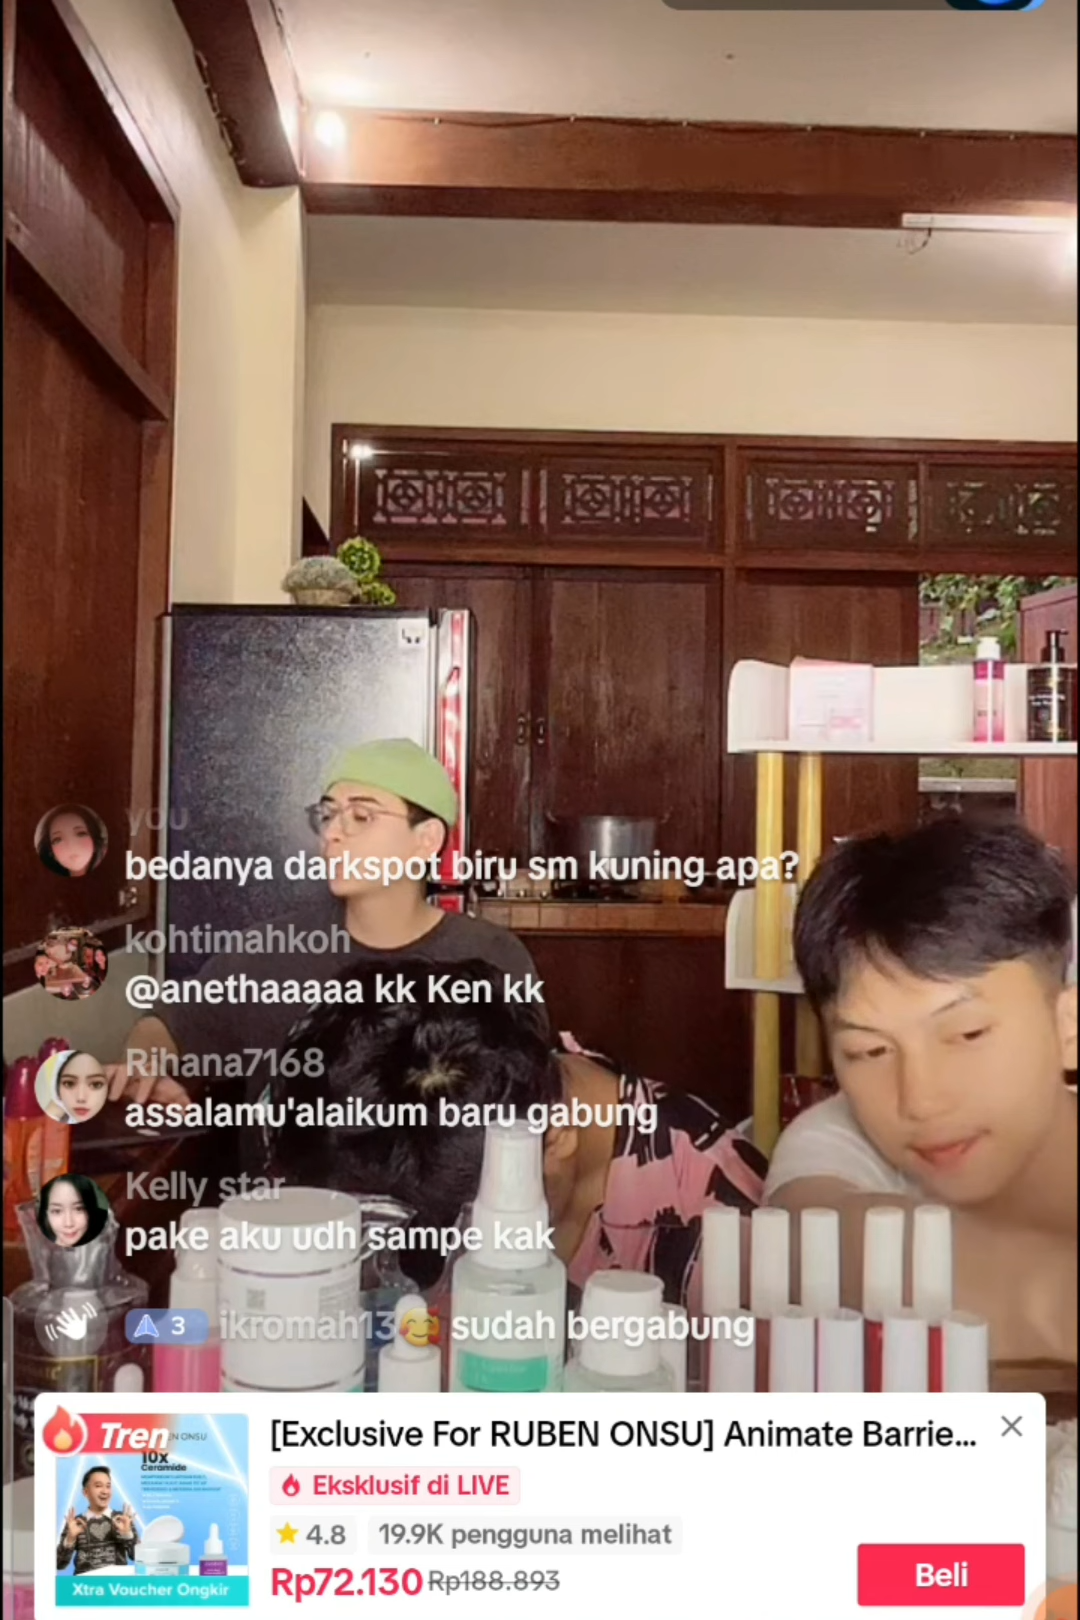 you
bedanya darkspot biru sm kuning apa?
kohtimahkoh
@anethaaaaa kk Ken kk
Rihana7168
assalamu'alaikum baru gabung
Kelly star
pake aku udh sampe kak
3 ikromah13🥰 sudah bergabung
Tren
EN ONSU
10x
Ceramide
Xtra Voucher Ongkir
[Exclusive For RUBEN ONSU] Animate Barrie...
Eksklusif di LIVE
4.8 19.9K pengguna melihat
Rp72.130 Rp188.893
Beli